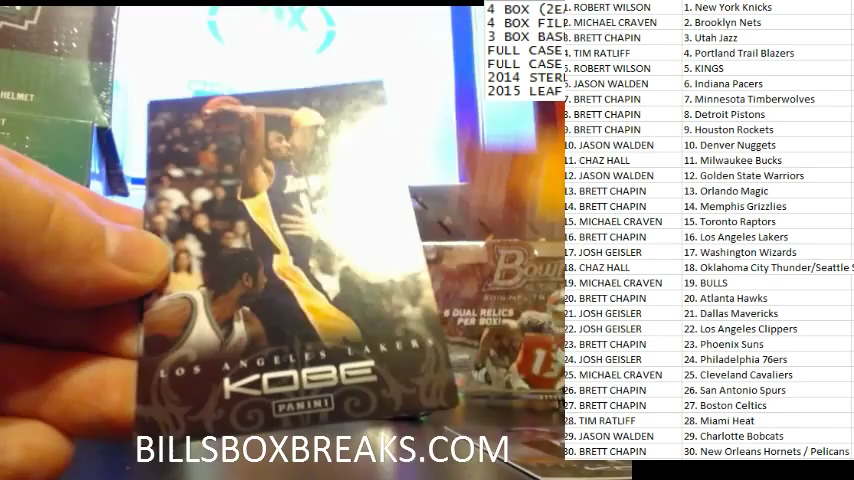 HELMET
LOS ANGELES LAKERS
KOBE
PANINI
6 DUAL RELICS
PER BOX!
13
BILLSBOXBREAKS.COM
4 BOX
4 BOX
3 BOX
FULL CASE
FULL CASE
2014
2015 LEAF
1. ROBERT WILSON 1. New York Knicks
2. MICHAEL CRAVEN 2. Brooklyn Nets
3. BRETT CHAPIN 3. Utah Jazz
4. TIM RATLIFF 4. Portland Trail Blazers
5. ROBERT WILSON 5. KINGS
6. JASON WALDEN 6. Indiana Pacers
7. BRETT CHAPIN 7. Minnesota Timberwolves
8. BRETT CHAPIN 8. Detroit Pistons
9. BRETT CHAPIN 9. Houston Rockets
10. JASON WALDEN 10. Denver Nuggets
11. CHAZ HALL 11. Milwaukee Bucks
12. JASON WALDEN 12. Golden State Warriors
13. BRETT CHAPIN 13. Orlando Magic
14. BRETT CHAPIN 14. Memphis Grizzlies
15. MICHAEL CRAVEN 15. Toronto Raptors
16. BRETT CHAPIN 16. Los Angeles Lakers
17. JOSH GEISLER 17. Washington Wizards
18. CHAZ HALL 18. Oklahoma City Thunder/Seattle
19. MICHAEL CRAVEN 19. BULLS
20. BRETT CHAPIN 20. Atlanta Hawks
21. JOSH GEISLER 21. Dallas Mavericks
22. JOSH GEISLER 22. Los Angeles Clippers
23. BRETT CHAPIN 23. Phoenix Suns
24. JOSH GEISLER 24. Philadelphia 76ers
25. MICHAEL CRAVEN 25. Cleveland Cavaliers
26. BRETT CHAPIN 26. San Antonio Spurs
27. BRETT CHAPIN 27. Boston Celtics
28. TIM RATLIFF 28. Miami Heat
29. JASON WALDEN 29. Charlotte Bobcats
30. BRETT CHAPIN 30. New Orleans Hornets / Pelicans